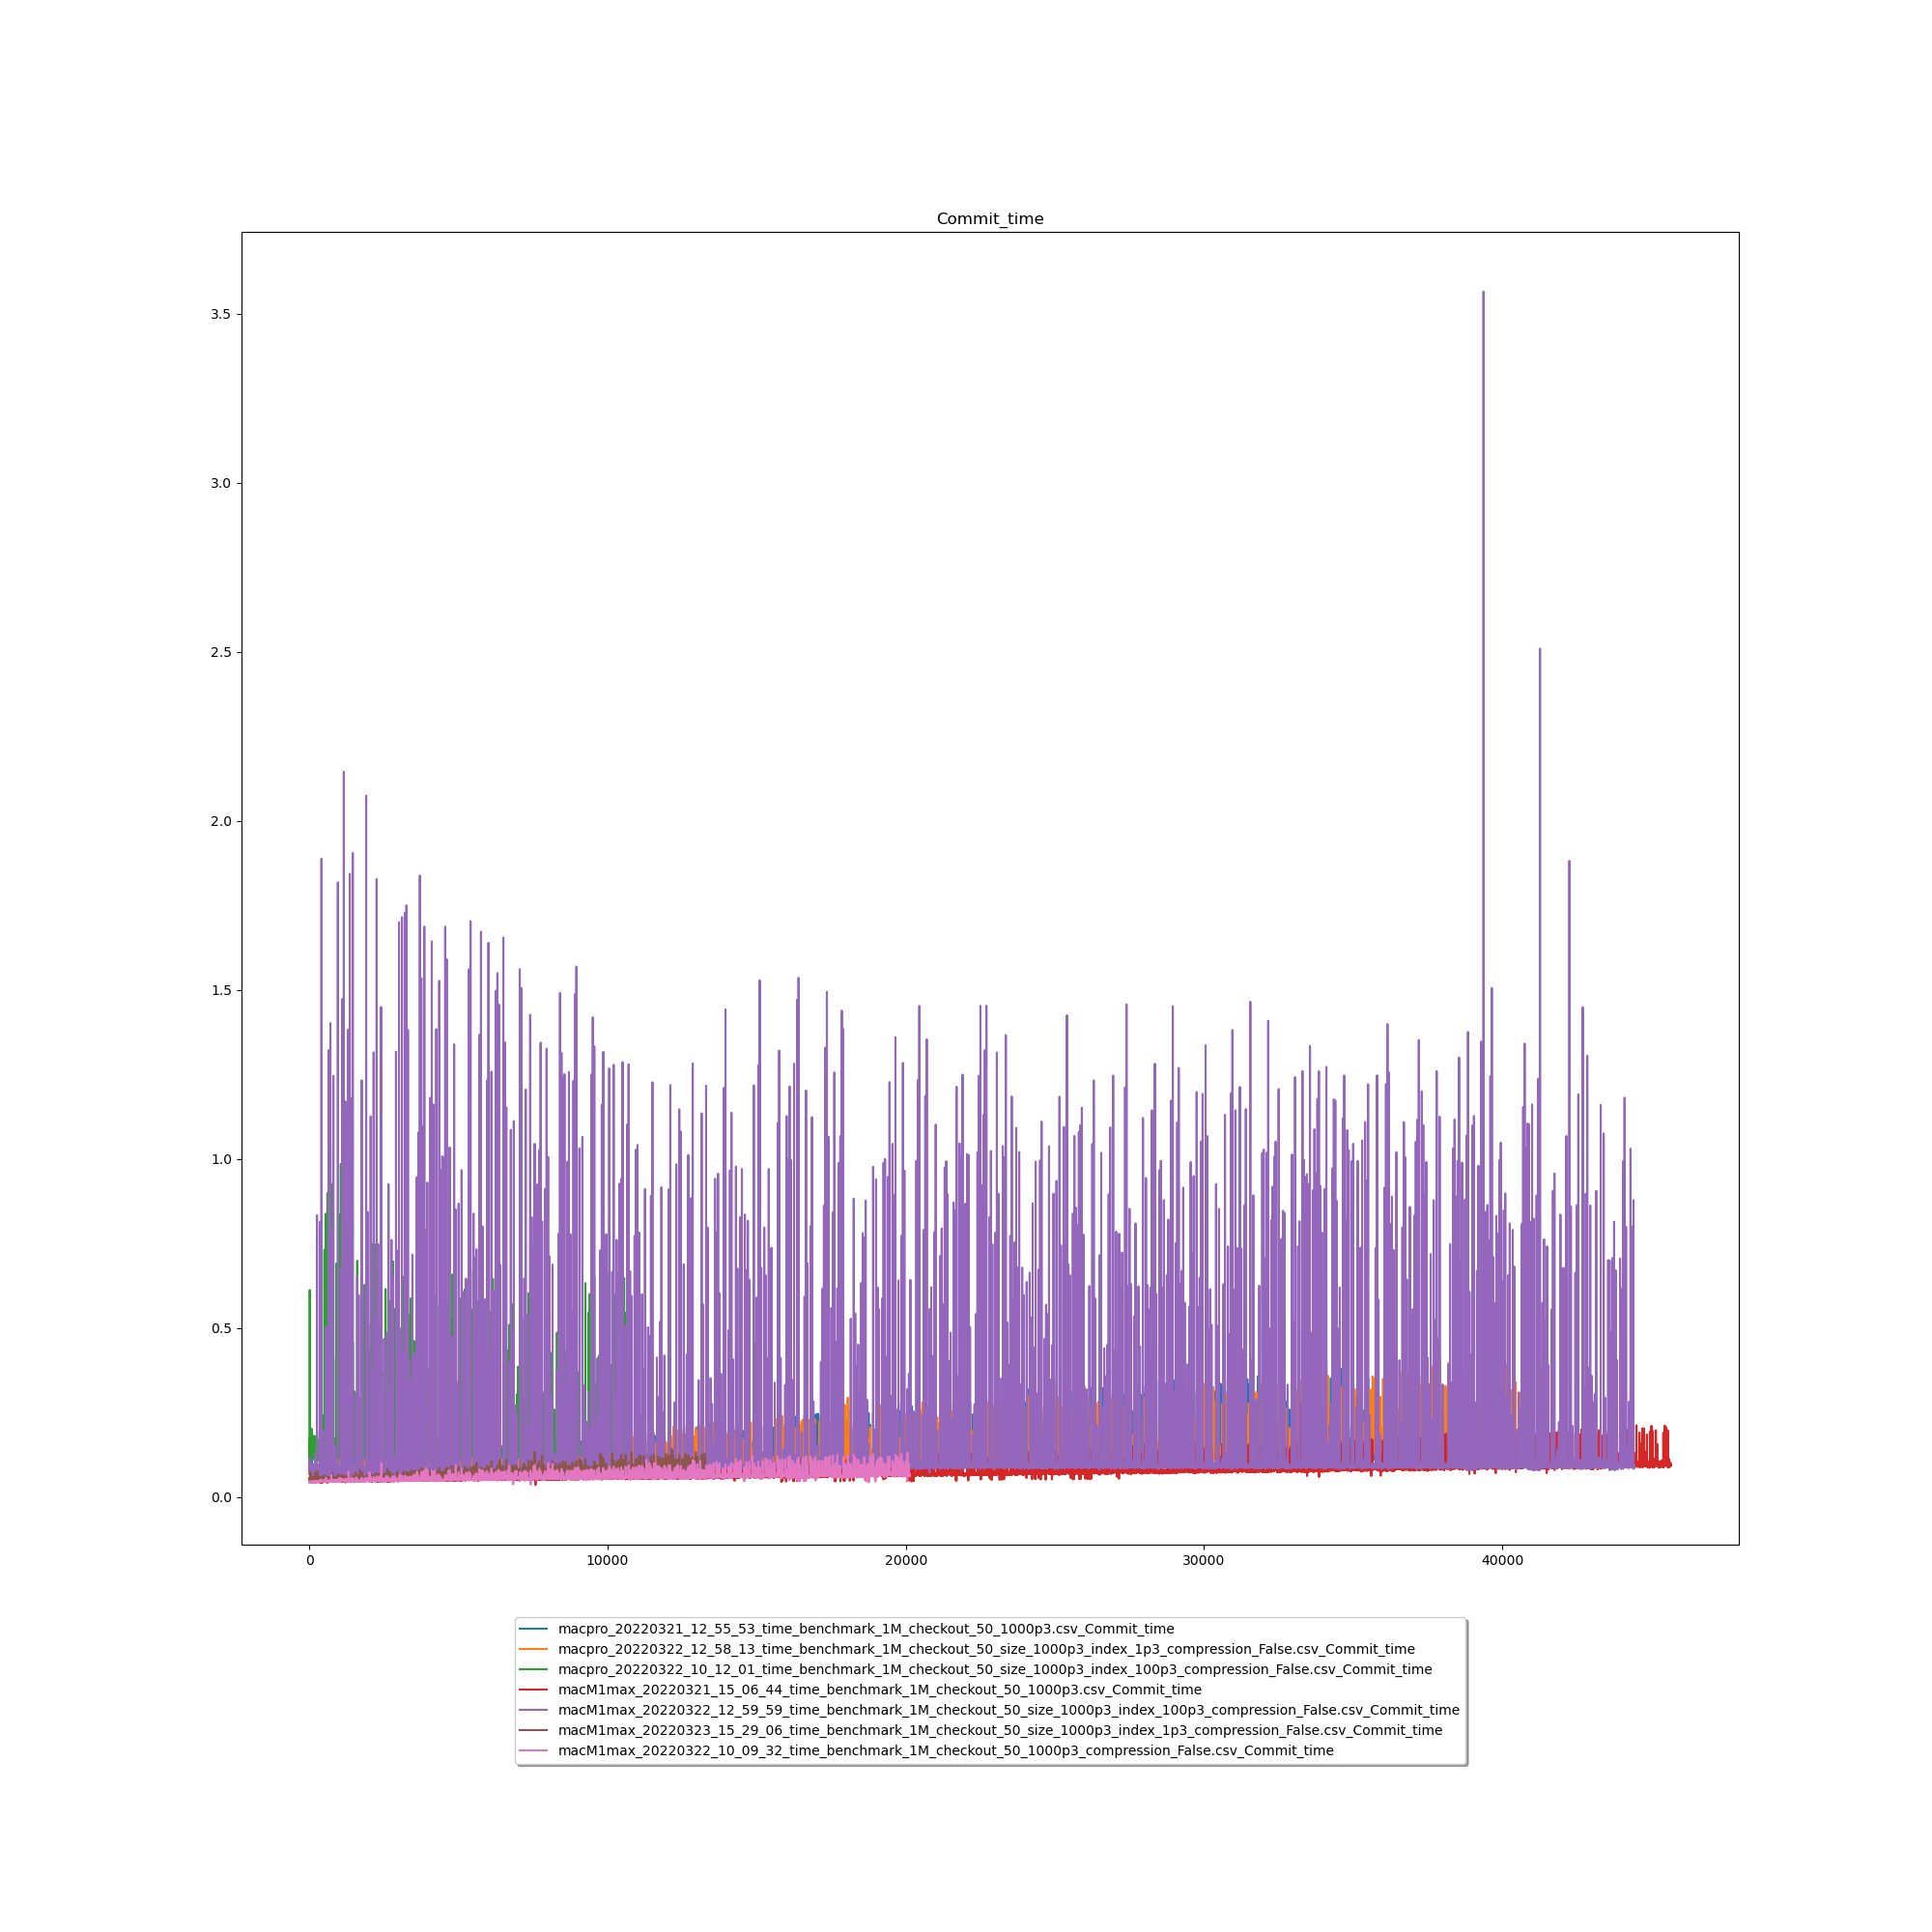 Commit_time
3.5
3.0
2.5
2.0
1.5
1.0
0.5
0.0
0 10000 20000 30000 40000
macpro_20220321_12_55_53_time_benchmark_1M_checkout_50_1000p3.csv_Commit_time
macpro_20220322_12_58_13_time_benchmark_1M_checkout_50_size_1000p3_index_1p3_compression_False.csv_Commit_time
macpro_20220322_10_12_01_time_benchmark_1M_checkout_50_size_1000p3_index_100p3_compression_False.csv_Commit_time
macM1max_20220321_15_06_44_time_benchmark_1M_checkout_50_1000p3.csv_Commit_time
macM1max_20220322_12_59_59_time_benchmark_1M_checkout_50_size_1000p3_index_100p3_compression_False.csv_Commit_time
macM1max_20220323_15_29_06_time_benchmark_1M_checkout_50_size_1000p3_index_1p3_compression_False.csv_Commit_time
macM1max_20220322_10_09_32_time_benchmark_1M_checkout_50_1000p3_compression_False.csv_Commit_time